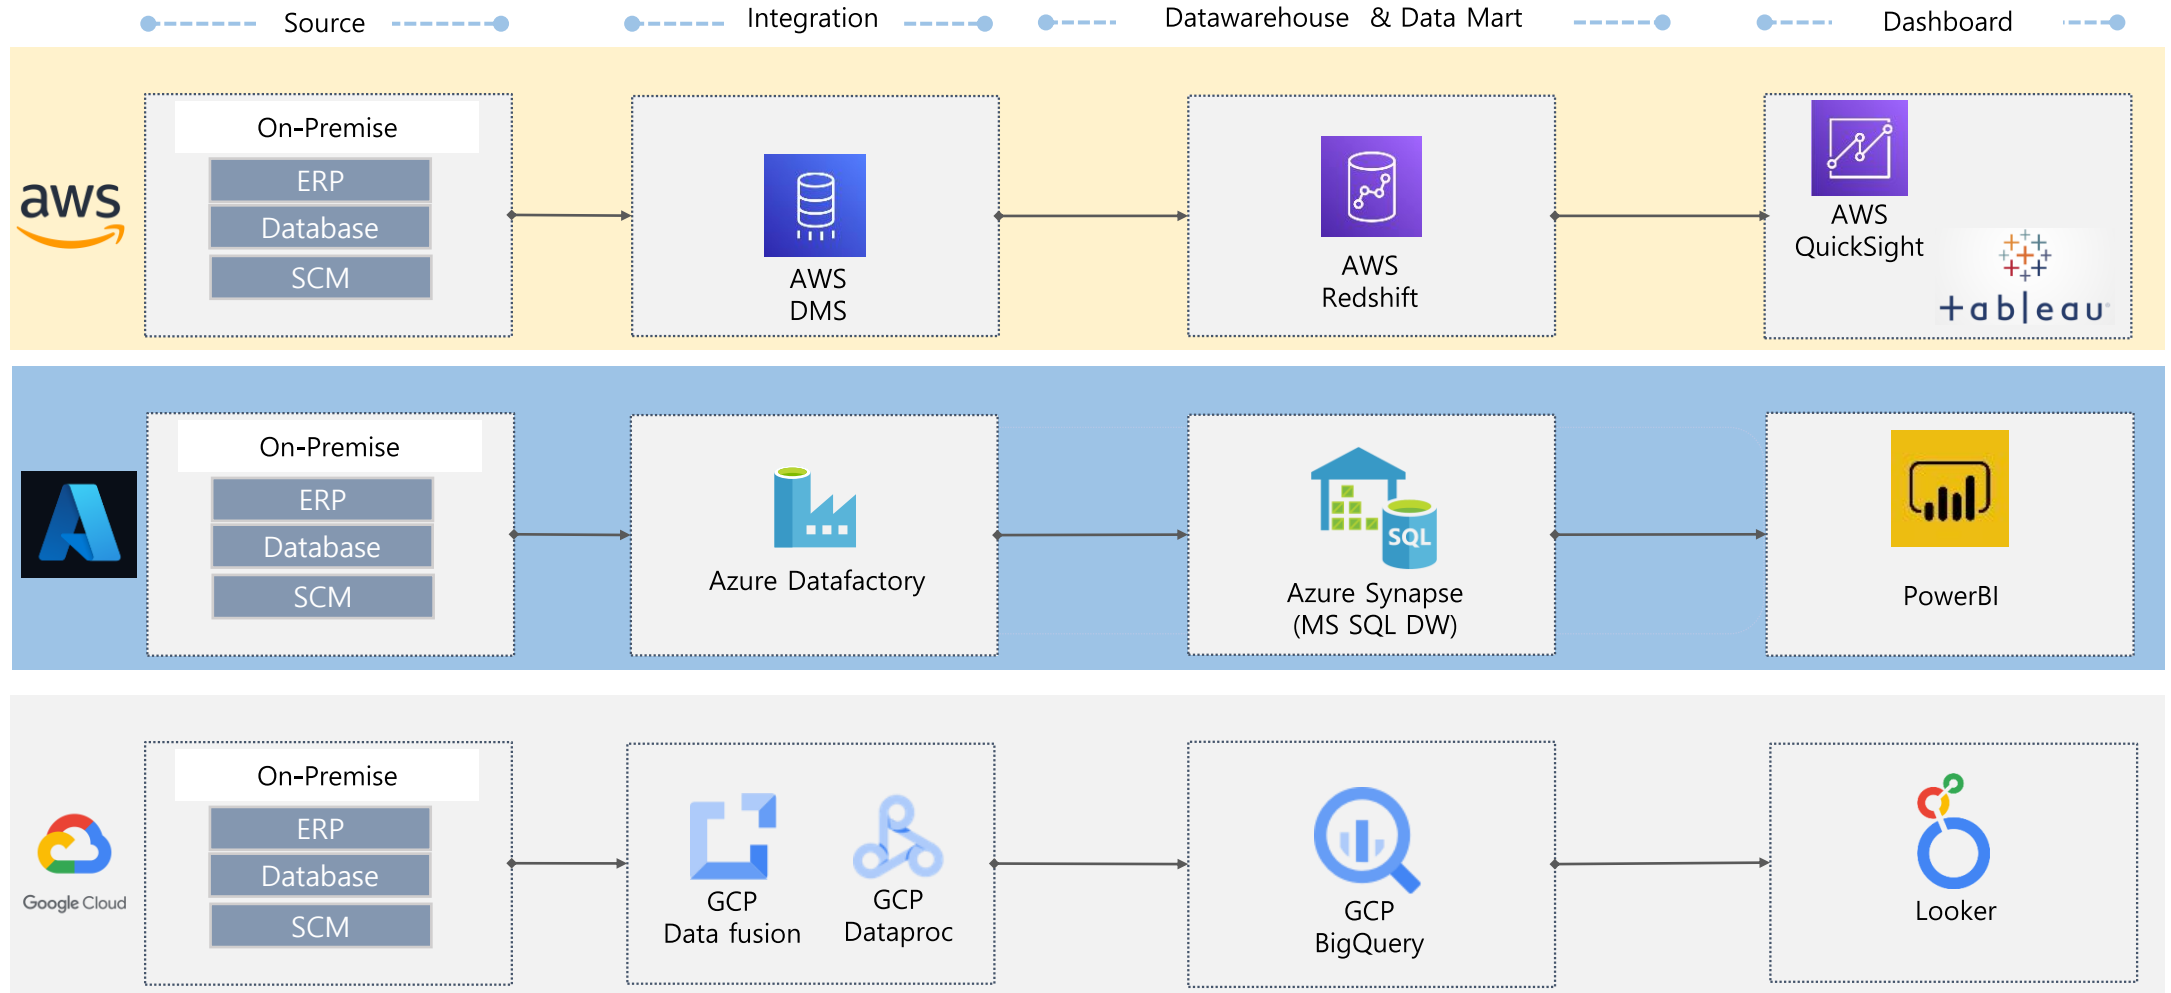 Source
Integration
Datawarehouse & Data Mart
Dashboard
aws
On-Premise
ERP
Database
SCM
AWS
DMS
AWS
Redshift
AWS
QuickSight
+ableau
On-Premise
ERP
Database
SCM
Azure Datafactory
SQL
Azure Synapse
(MS SQL DW)
PowerBI
Google Cloud
On-Premise
ERP
Database
SCM
GCP
Data fusion
GCP
Dataproc
GCP
BigQuery
Looker